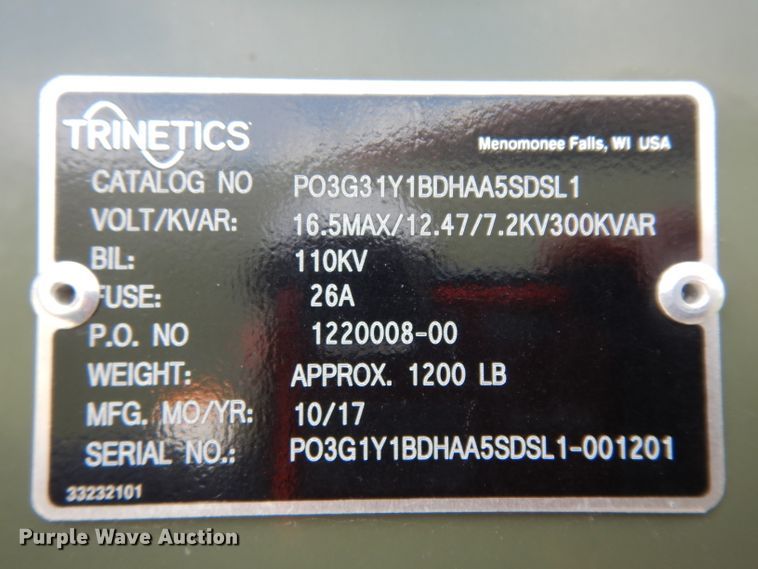 TRINETICS
Menomonee Falls, WI USA
CATALOG NO PO3G31Y1BDHAA5SDSL1
VOLT/KVAR: 16.5MAX/12.47/7.2KV300KVAR
BIL: 110KV
FUSE: 26A
P.O. NO 1220008-00
WEIGHT: APPROX. 1200 LB
MFG. MO/YR: 10/17
SERIAL NO.: PO3G1Y1BDHAA5SDSL1-001201
33232101
Purple Wave Auction